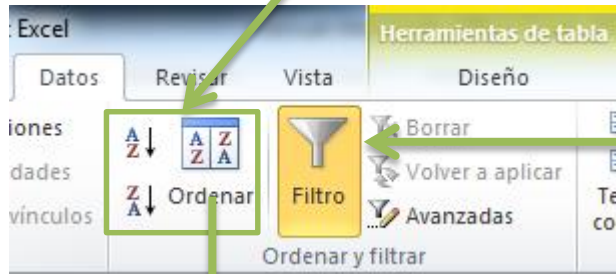 Excel
Herramientas de tabla
Datos Revisar Vista Diseño
iones
dades
vínculos
A
Z
Z
A
A Z
Z A
Ordenar
Filtro
Borrar
Volver a aplicar
Avanzadas
Te
co
Ordenar y filtrar